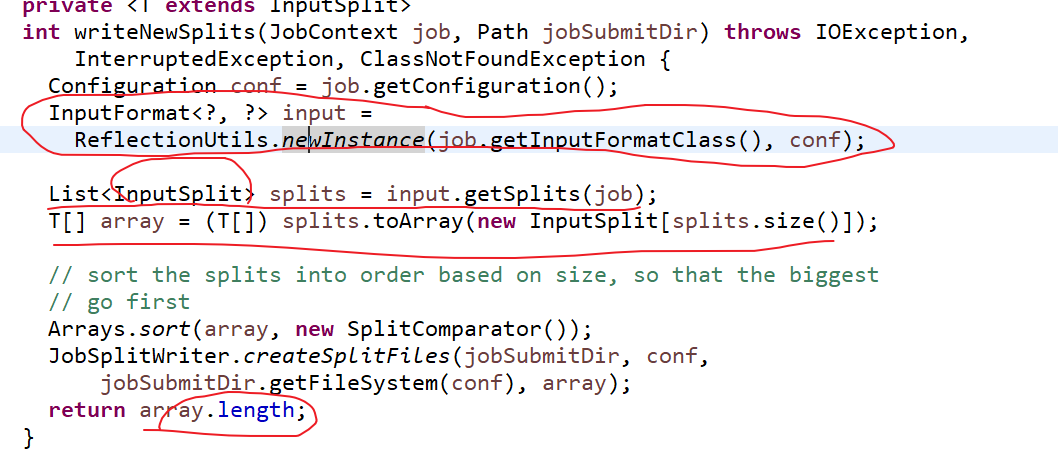 private <T extends InputSplit>
int writeNewSplits(JobContext job, Path jobSubmitDir) throws IOException,
InterruptedException, ClassNotFoundException {
Configuration conf = job.getConfiguration();
InputFormat<?, ?> input =
ReflectionUtils.newInstance(job.getInputFormatClass(), conf);
List<InputSplit> splits = input.getSplits(job);
T[] array = (T[]) splits.toArray(new InputSplit[splits.size()]);
// sort the splits into order based on size, so that the biggest
// go first
Arrays.sort(array, new SplitComparator());
JobSplitWriter.createSplitFiles(jobSubmitDir, conf,
jobSubmitDir.getFileSystem(conf), array);
return array.length;
}